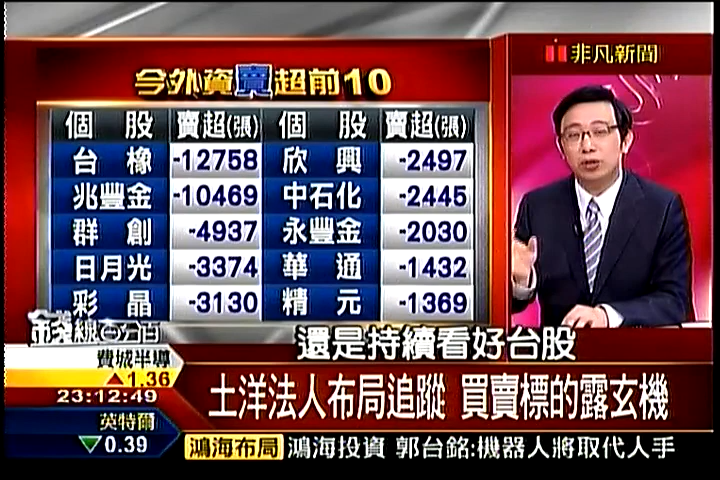 非凡新聞
今外資賣超前10
個股 賣超(張) 個股 賣超(張)
台橡 -12758 欣興 -2497
兆豐金 -10469 中石化 -2445
群創 -4937 永豐金 -2030
日月光 -3374 華通 -1432
彩晶 -3130 精元 -1369
錢線百分百
還是持續看好台股
費城半導
▲1.36
土洋法人布局追蹤 買賣標的露玄機
23:12:49
英特爾
▽0.39
鴻海布局 鴻海投資 郭台銘:機器人將取代人手